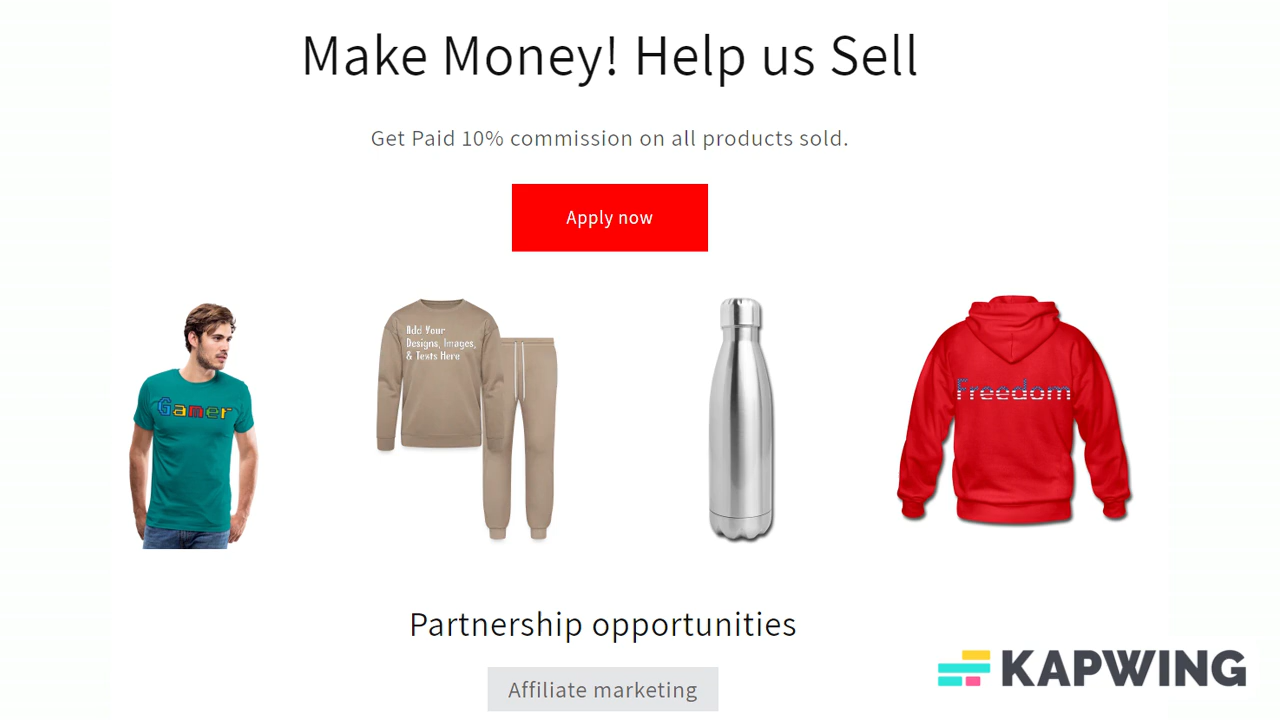 Make Money! Help us Sell
Get Paid 10% commission on all products sold.
Apply now
Gamer
Add Your
Designs, Images,
& Texts Here
Freedom
Partnership opportunities
Affiliate marketing
KAPWING